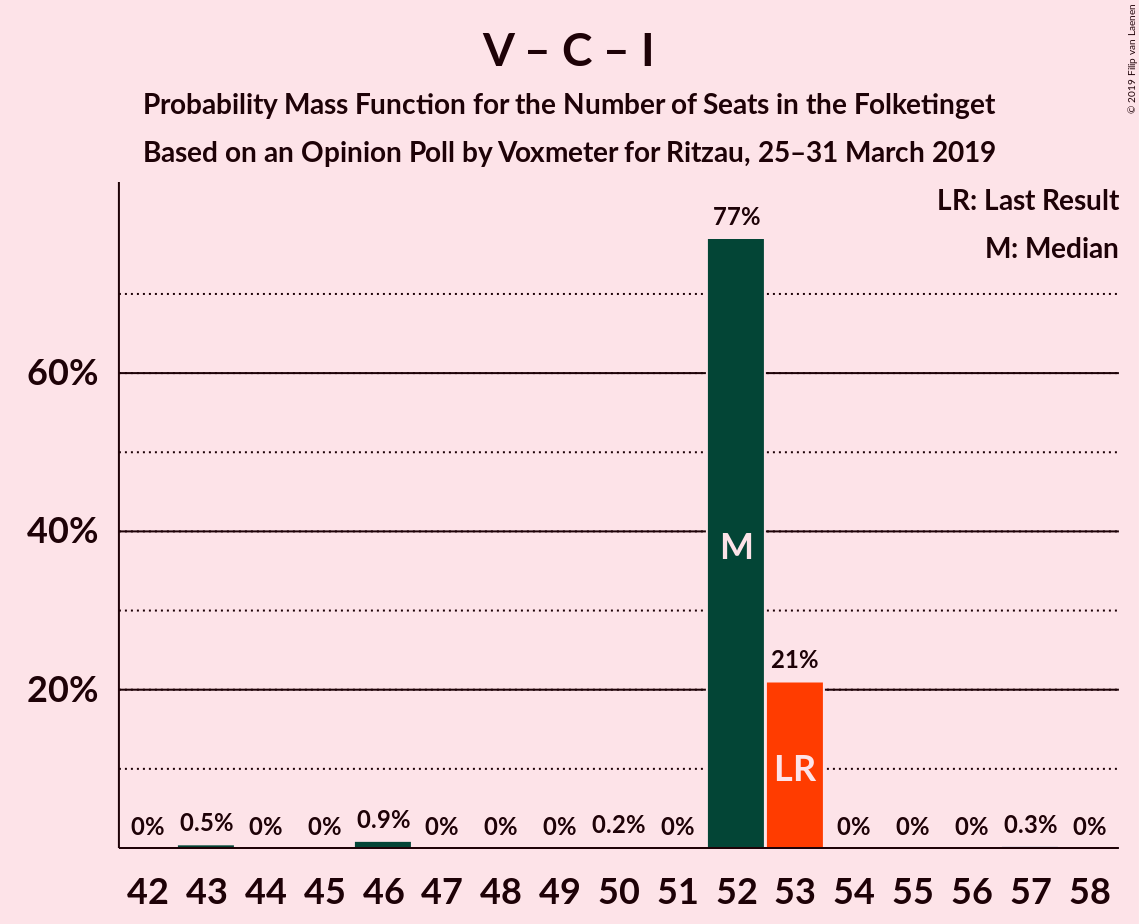 V – C – I
Probability Mass Function for the Number of Seats in the Folketinget
Based on an Opinion Poll by Voxmeter for Ritzau, 25–31 March 2019
© 2019 Filip van Laenen
LR: Last Result
M: Median
77%
60%
40%
M
21%
20%
LR
0% 0.5% 0% 0% 0.9% 0% 0% 0% 0.2% 0% 0% 0% 0% 0.3% 0%
42 43 44 45 46 47 48 49 50 51 52 53 54 55 56 57 58